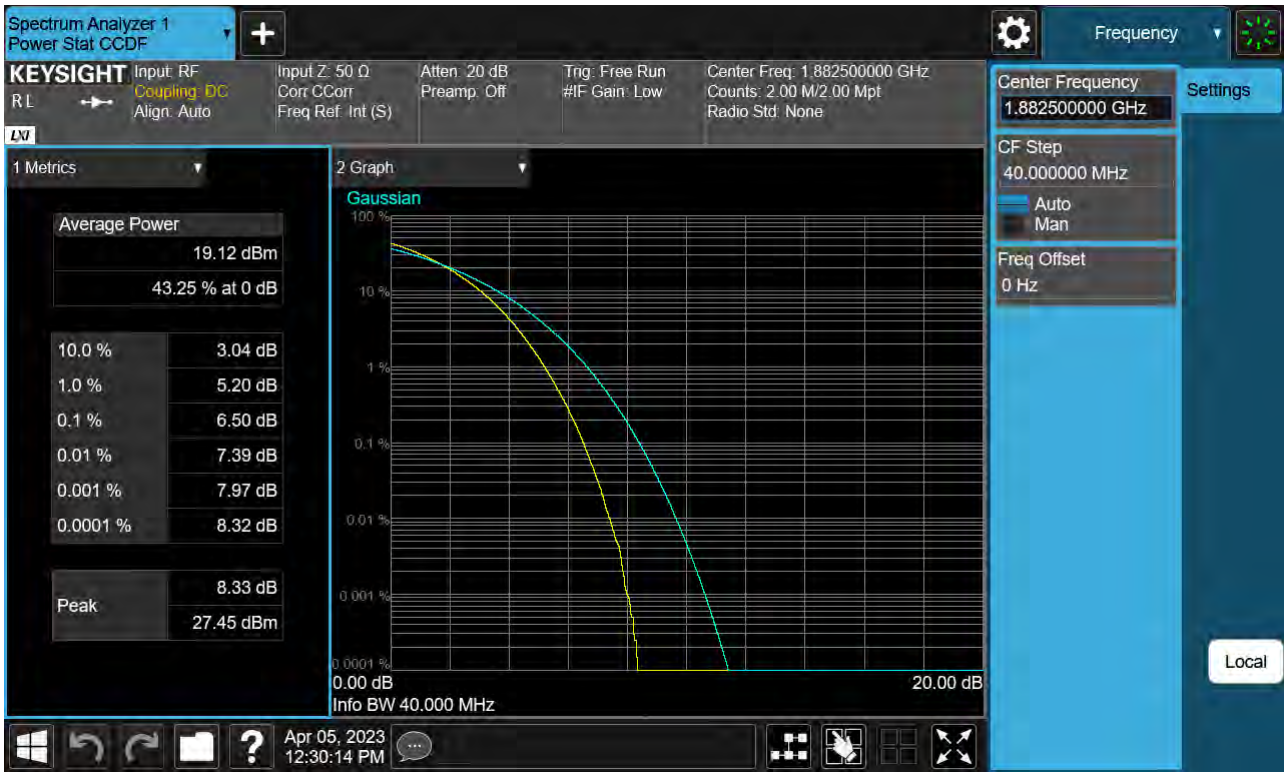 Spectrum Analyzer 1
Power Stat CCDF
Frequency
KEYSIGHT
RL
LXI
Input: RF
Coupling: DC
Align: Auto
Input Z: 50 Ω
Corr CCorr
Freq Ref: Int (S)
Atten: 20 dB
Preamp: Off
Trig: Free Run
#IF Gain: Low
Center Freq: 1.882500000 GHz
Counts: 2.00 M/2.00 Mpt
Radio Std: None
Center Frequency
1.882500000 GHz
Settings
CF Step
40.000000 MHz
Auto
Man
Freq Offset
0 Hz
Local
1 Metrics
Average Power
19.12 dBm
43.25 % at 0 dB
10.0 % 3.04 dB
1.0 % 5.20 dB
0.1 % 6.50 dB
0.01 % 7.39 dB
0.001 % 7.97 dB
0.0001 % 8.32 dB
Peak
8.33 dB
27.45 dBm
2 Graph
Gaussian
100 %
10 %
1 %
0.1 %
0.01 %
0.001 %
0.0001 %
0.00 dB 20.00 dB
Info BW 40.000 MHz
?
Apr 05, 2023
12:30:14 PM